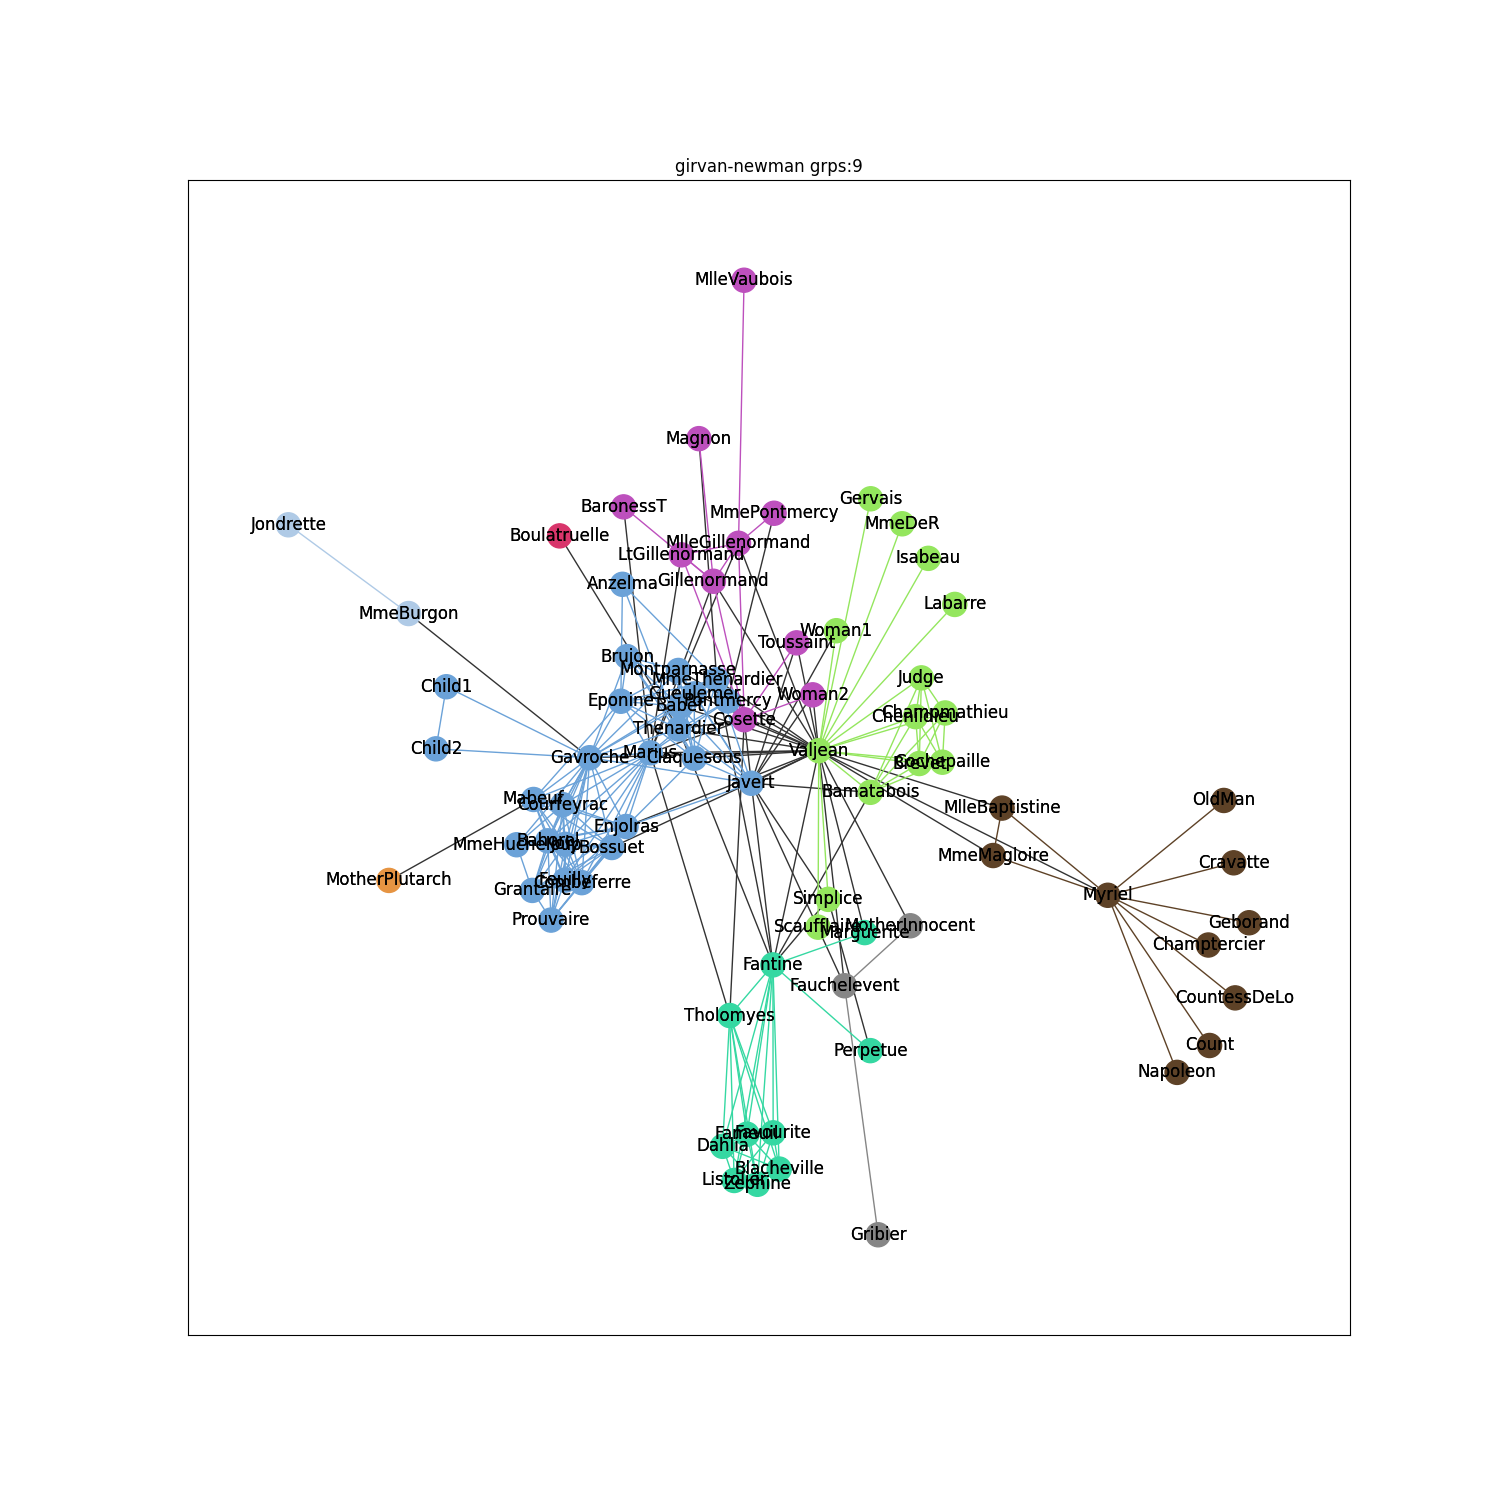 girvan-newman grps:9
MlleVaubois
Magnon
Gervais
BaronessT
MmePontmercy
MmeDeR
Jondrette
Boulatruelle
MlleGillenormand
LtGillenormand
Isabeau
Anzelma
Gillenormand
Labarre
MmeBurgon
Woman1
Toussaint
Brujon
Montparnasse
MmeThenardier
Judge
Child1
Gueulemer
Woman2
Eponine
Pontmercy
Babet
Champmathieu
Chenildieu
Cosette
Thenardier
Child2
Gavroche
Marius
Claquesous
Valjean
Cochepaille
Brevet
Javert
Bamatabois
Mabeuf
Courfeyrac
MlleBaptistine
OldMan
Enjolras
MmeHucheloup
Bahorel
Joly
Bossuet
MmeMagloire
Cravatte
MotherPlutarch
Feuilly
Combeferre
Grantaire
Myriel
Simplice
Prouvaire
Scaufflaire
MotherInnocent
Marguerite
Geborand
Champtercier
Fantine
Fauchelevent
CountessDeLo
Tholomyes
Perpetue
Count
Napoleon
Fameuil
Favourite
Dahlia
Blacheville
Listolier
Zephine
Gribier